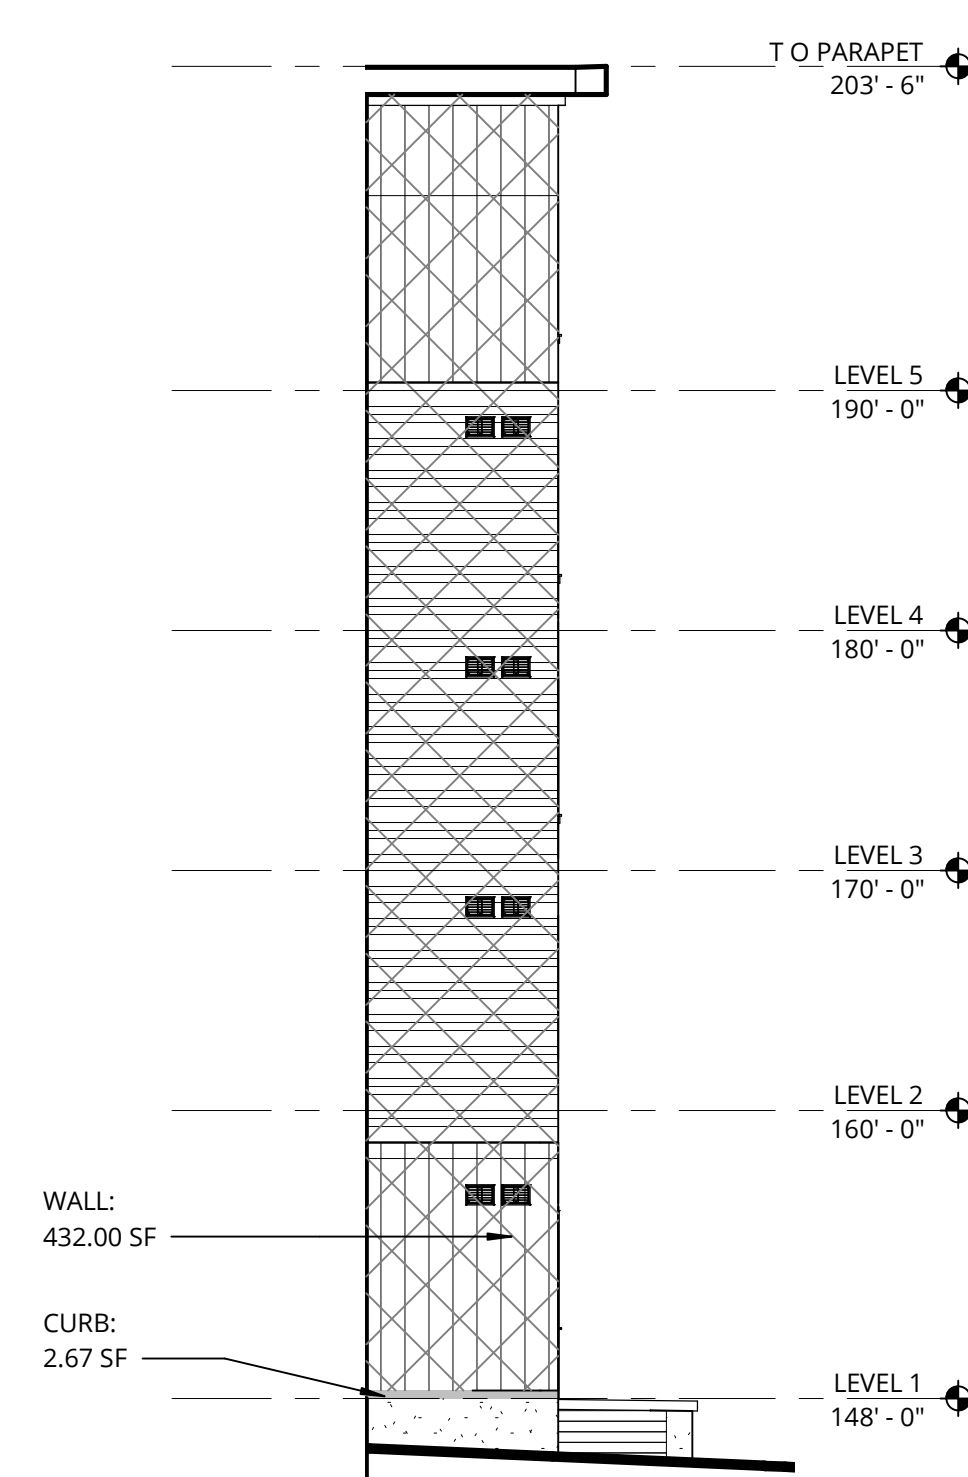 T O PARAPET
203' - 6"
LEVEL 5
190' - 0"
LEVEL 4
180' - 0"
LEVEL 3
170' - 0"
LEVEL 2
160' - 0"
WALL:
432.00 SF
CURB:
2.67 SF
LEVEL 1
148' - 0"